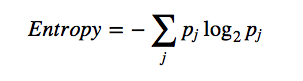 Entropy = − ∑_j p_j log_2 p_j